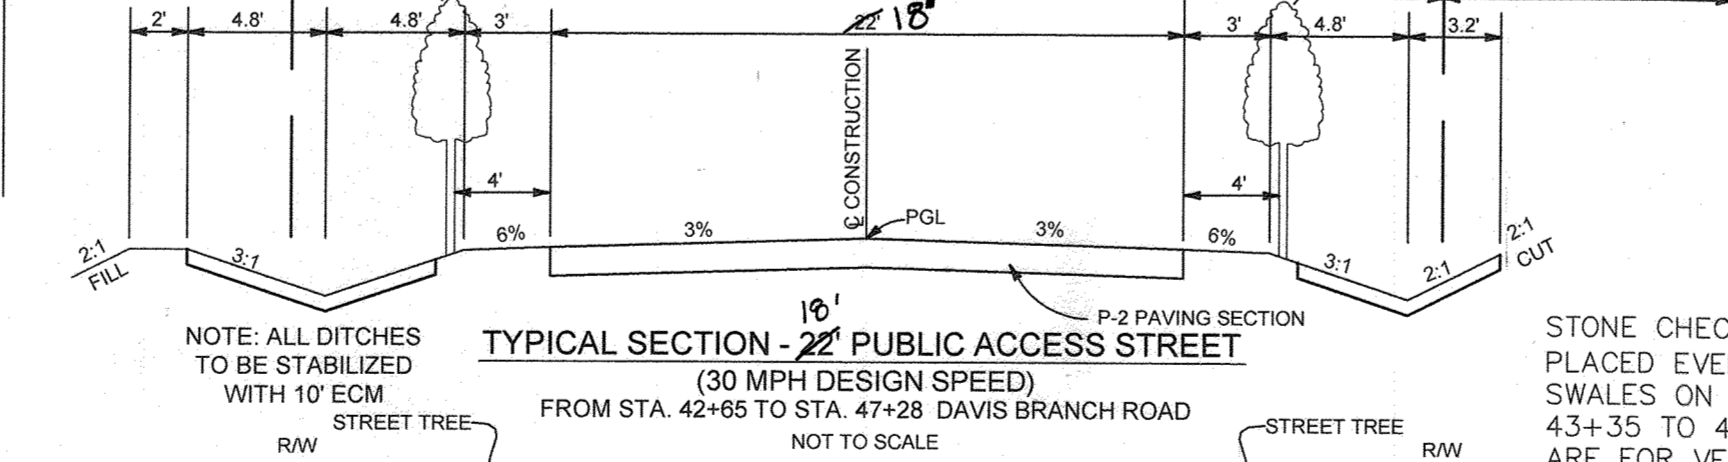 2' 4.8' 4.8' 3' 22' 18' 3' 4.8' 3.2'
℄ CONSTRUCTION
4' 4'
PGL
2:1 FILL 3:1 6% 3% 3% 6% 3:1 2:1 2:1 CUT
P-2 PAVING SECTION
18'
TYPICAL SECTION - 22' PUBLIC ACCESS STREET
(30 MPH DESIGN SPEED)
FROM STA. 42+65 TO STA. 47+28 DAVIS BRANCH ROAD
NOT TO SCALE
NOTE: ALL DITCHES
TO BE STABILIZED
WITH 10' ECM
STREET TREE
R/W
STREET TREE
R/W
STONE CHEC
PLACED EVE
SWALES ON
43+35 TO 4
ARE FOR VE